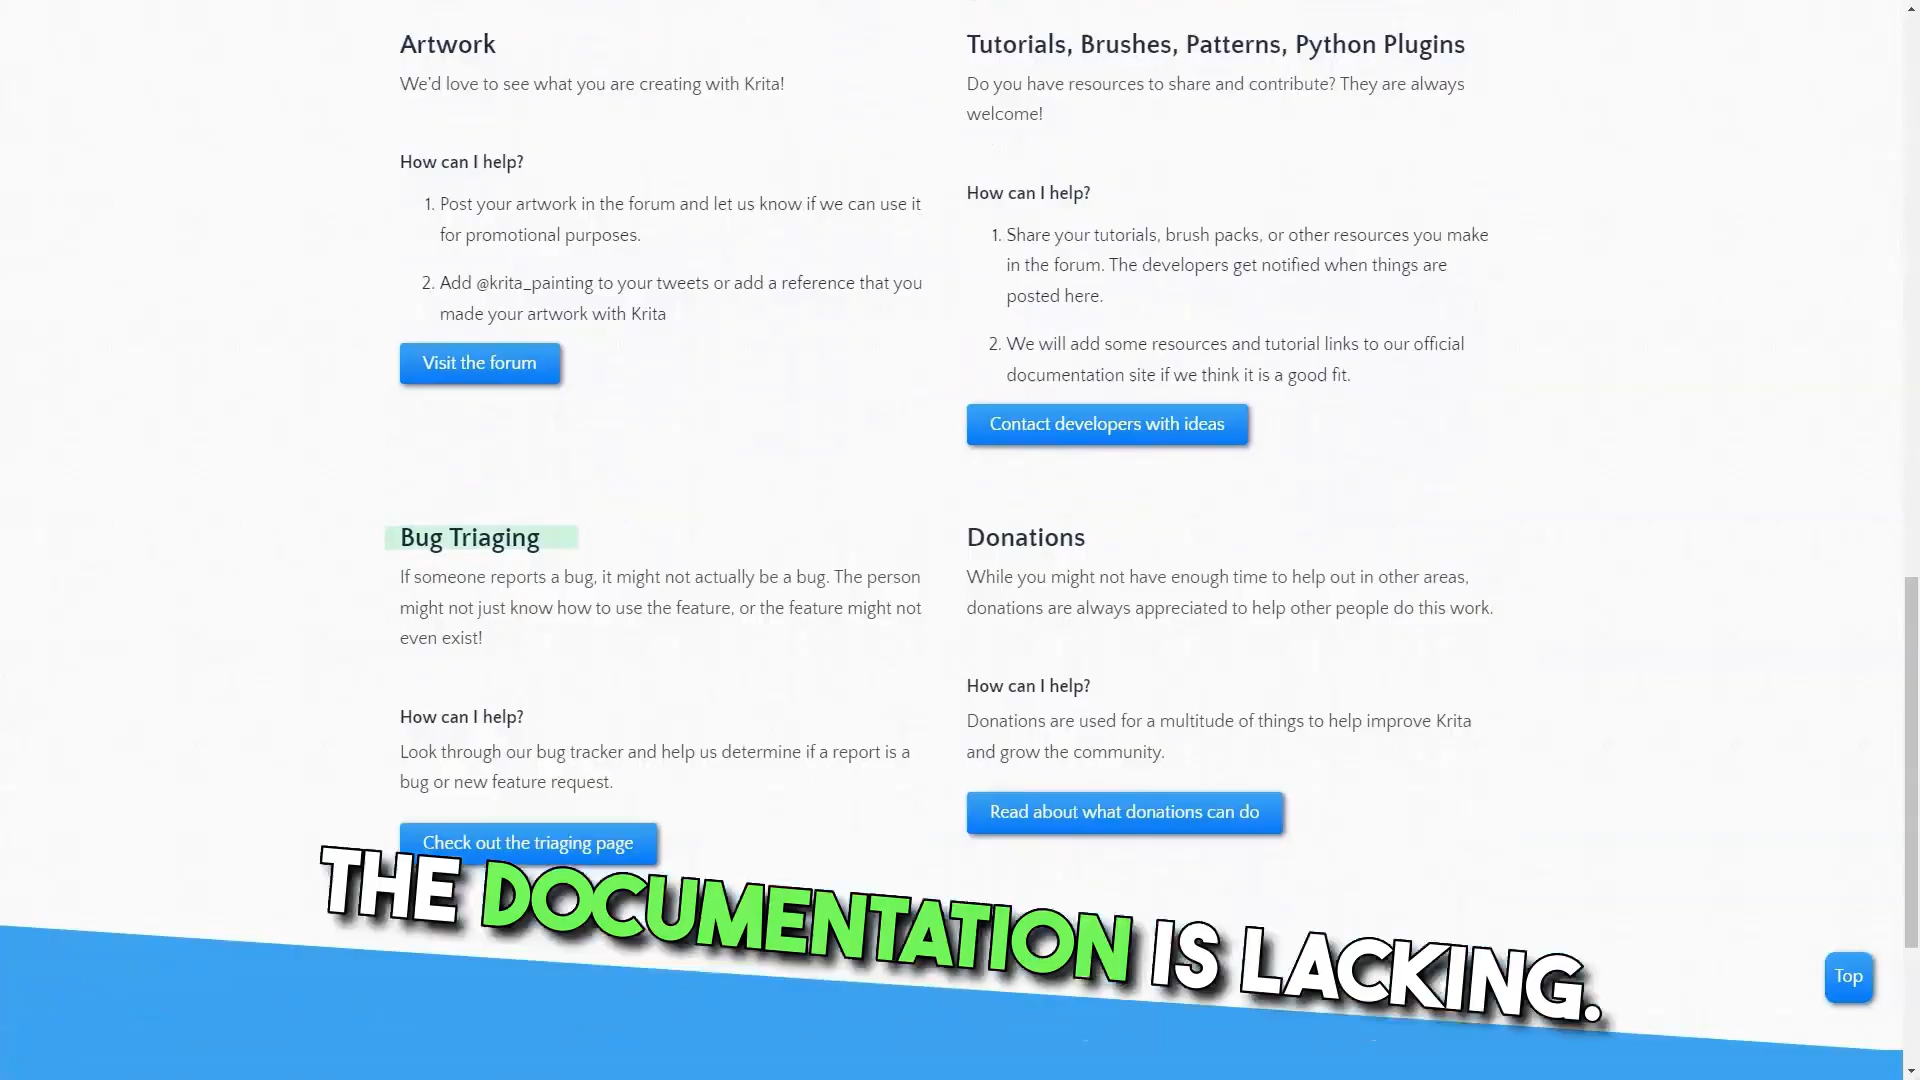 Artwork
We'd love to see what you are creating with Krita!
How can I help?
1. Post your artwork in the forum and let us know if we can use it
for promotional purposes.
2. Add @krita_painting to your tweets or add a reference that you
made your artwork with Krita
Visit the forum
Tutorials, Brushes, Patterns, Python Plugins
Do you have resources to share and contribute? They are always
welcome!
How can I help?
1. Share your tutorials, brush packs, or other resources you make
in the forum. The developers get notified when things are
posted here.
2. We will add some resources and tutorial links to our official
documentation site if we think it is a good fit.
Contact developers with ideas
Bug Triaging
If someone reports a bug, it might not actually be a bug. The person
might not just know how to use the feature, or the feature might not
even exist!
How can I help?
Look through our bug tracker and help us determine if a report is a
bug or new feature request.
Check out the triaging page
Donations
While you might not have enough time to help out in other areas,
donations are always appreciated to help other people do this work.
How can I help?
Donations are used for a multitude of things to help improve Krita
and grow the community.
Read about what donations can do
THE DOCUMENTATION IS LACKING.
Top